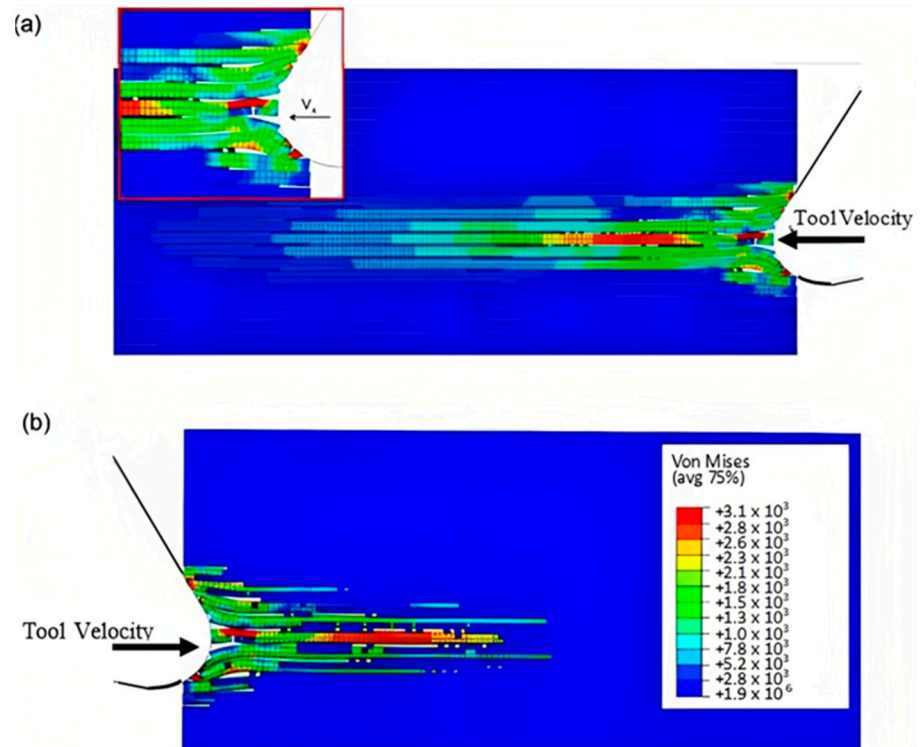 (a)
Vx
Tool Velocity
(b)
Tool Velocity
Von Mises
(avg 75%)
+3.1 x 10³
+2.8 x 10³
+2.6 x 10³
+2.3 x 10³
+2.1 x 10³
+1.8 x 10³
+1.5 x 10³
+1.3 x 10³
+1.0 x 10³
+7.8 x 10³
+5.2 x 10³
+2.8 x 10³
+1.9 x 10⁶